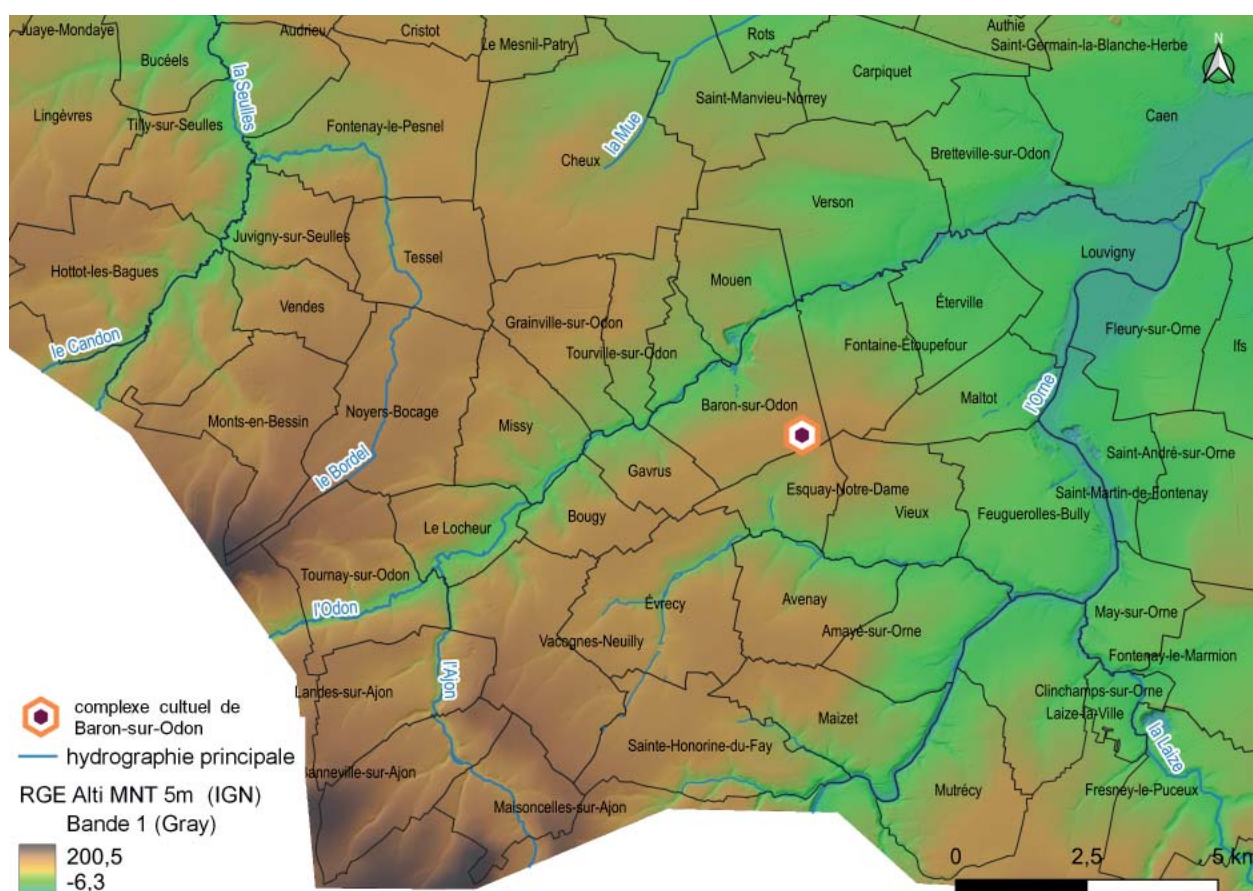 Juaye-Mondaye
Audrieu
Cristot
Le Mesnil-Patry
Rots
Authie
Saint-Germain-la-Blanche-Herbe
N
Bucéels
la Seulles
Carpiquet
Saint-Manvieu-Norrey
Caen
Lingèvres
Tilly-sur-Seulles
Fontenay-le-Pesnel
la Mue
Cheux
Bretteville-sur-Odon
Verson
Juvigny-sur-Seulles
Tessel
Louvigny
Hottot-les-Bagues
Mouen
Vendes
Éterville
Grainville-sur-Odon
Fleury-sur-Orne
Ifs
le Candon
Tourville-sur-Odon
Fontaine-Étoupefour
l'Orne
Maltot
Baron-sur-Odon
Noyers-Bocage
Monts-en-Bessin
Missy
Saint-André-sur-Orne
le Bordel
Gavrus
Esquay-Notre-Dame
Saint-Martin-de-Fontenay
Vieux
Feuguerolles-Bully
Bougy
Le Locheur
Tournay-sur-Odon
l'Odon
Évrecy
Avenay
May-sur-Orne
Amayé-sur-Orne
Vacognes-Neuilly
Fontenay-le-Marmion
l'Ajon
Landes-sur-Ajon
Clinchamps-sur-Orne
Laize-la-Ville
Maizet
la Laize
Sainte-Honorine-du-Fay
anneville-sur-Ajon
Mutrécy
Fresney-le-Puceux
Maisoncelles-sur-Ajon
complexe cultuel de
Baron-sur-Odon
hydrographie principale
RGE Alti MNT 5m (IGN)
Bande 1 (Gray)
200,5
-6,3
0 2,5 5 km